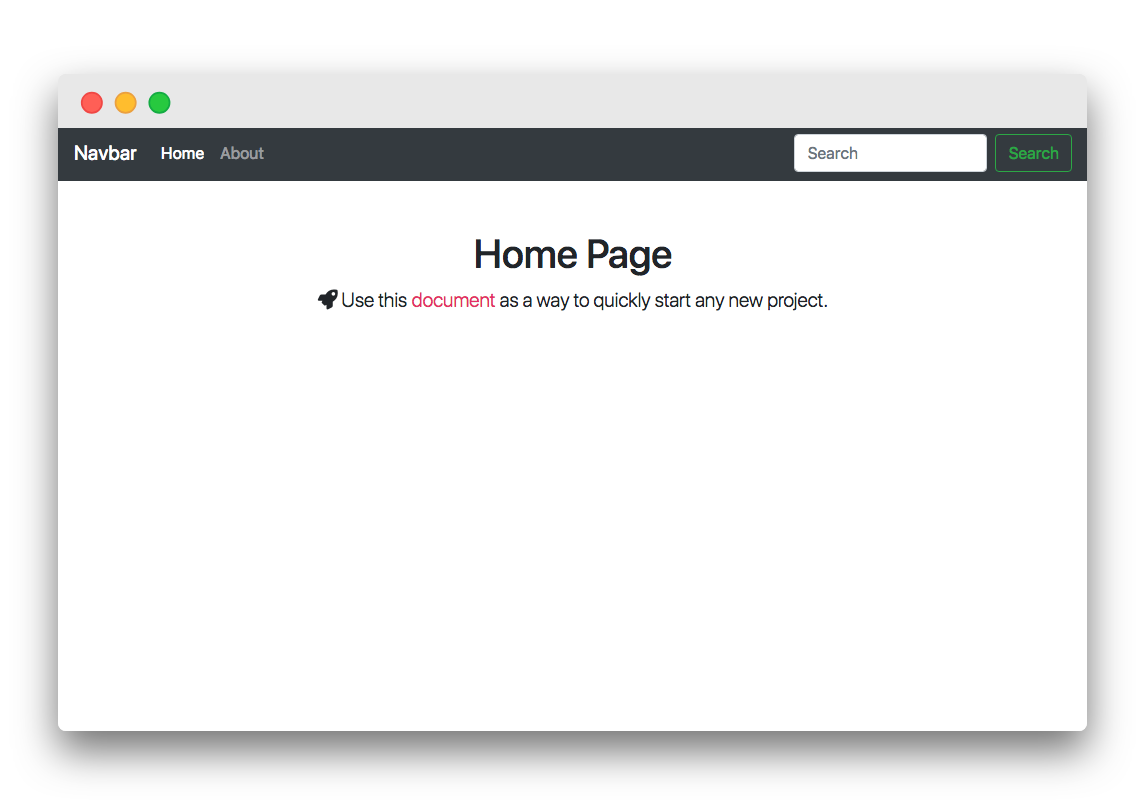 Navbar Home About Search Search
Home Page
Use this document as a way to quickly start any new project.